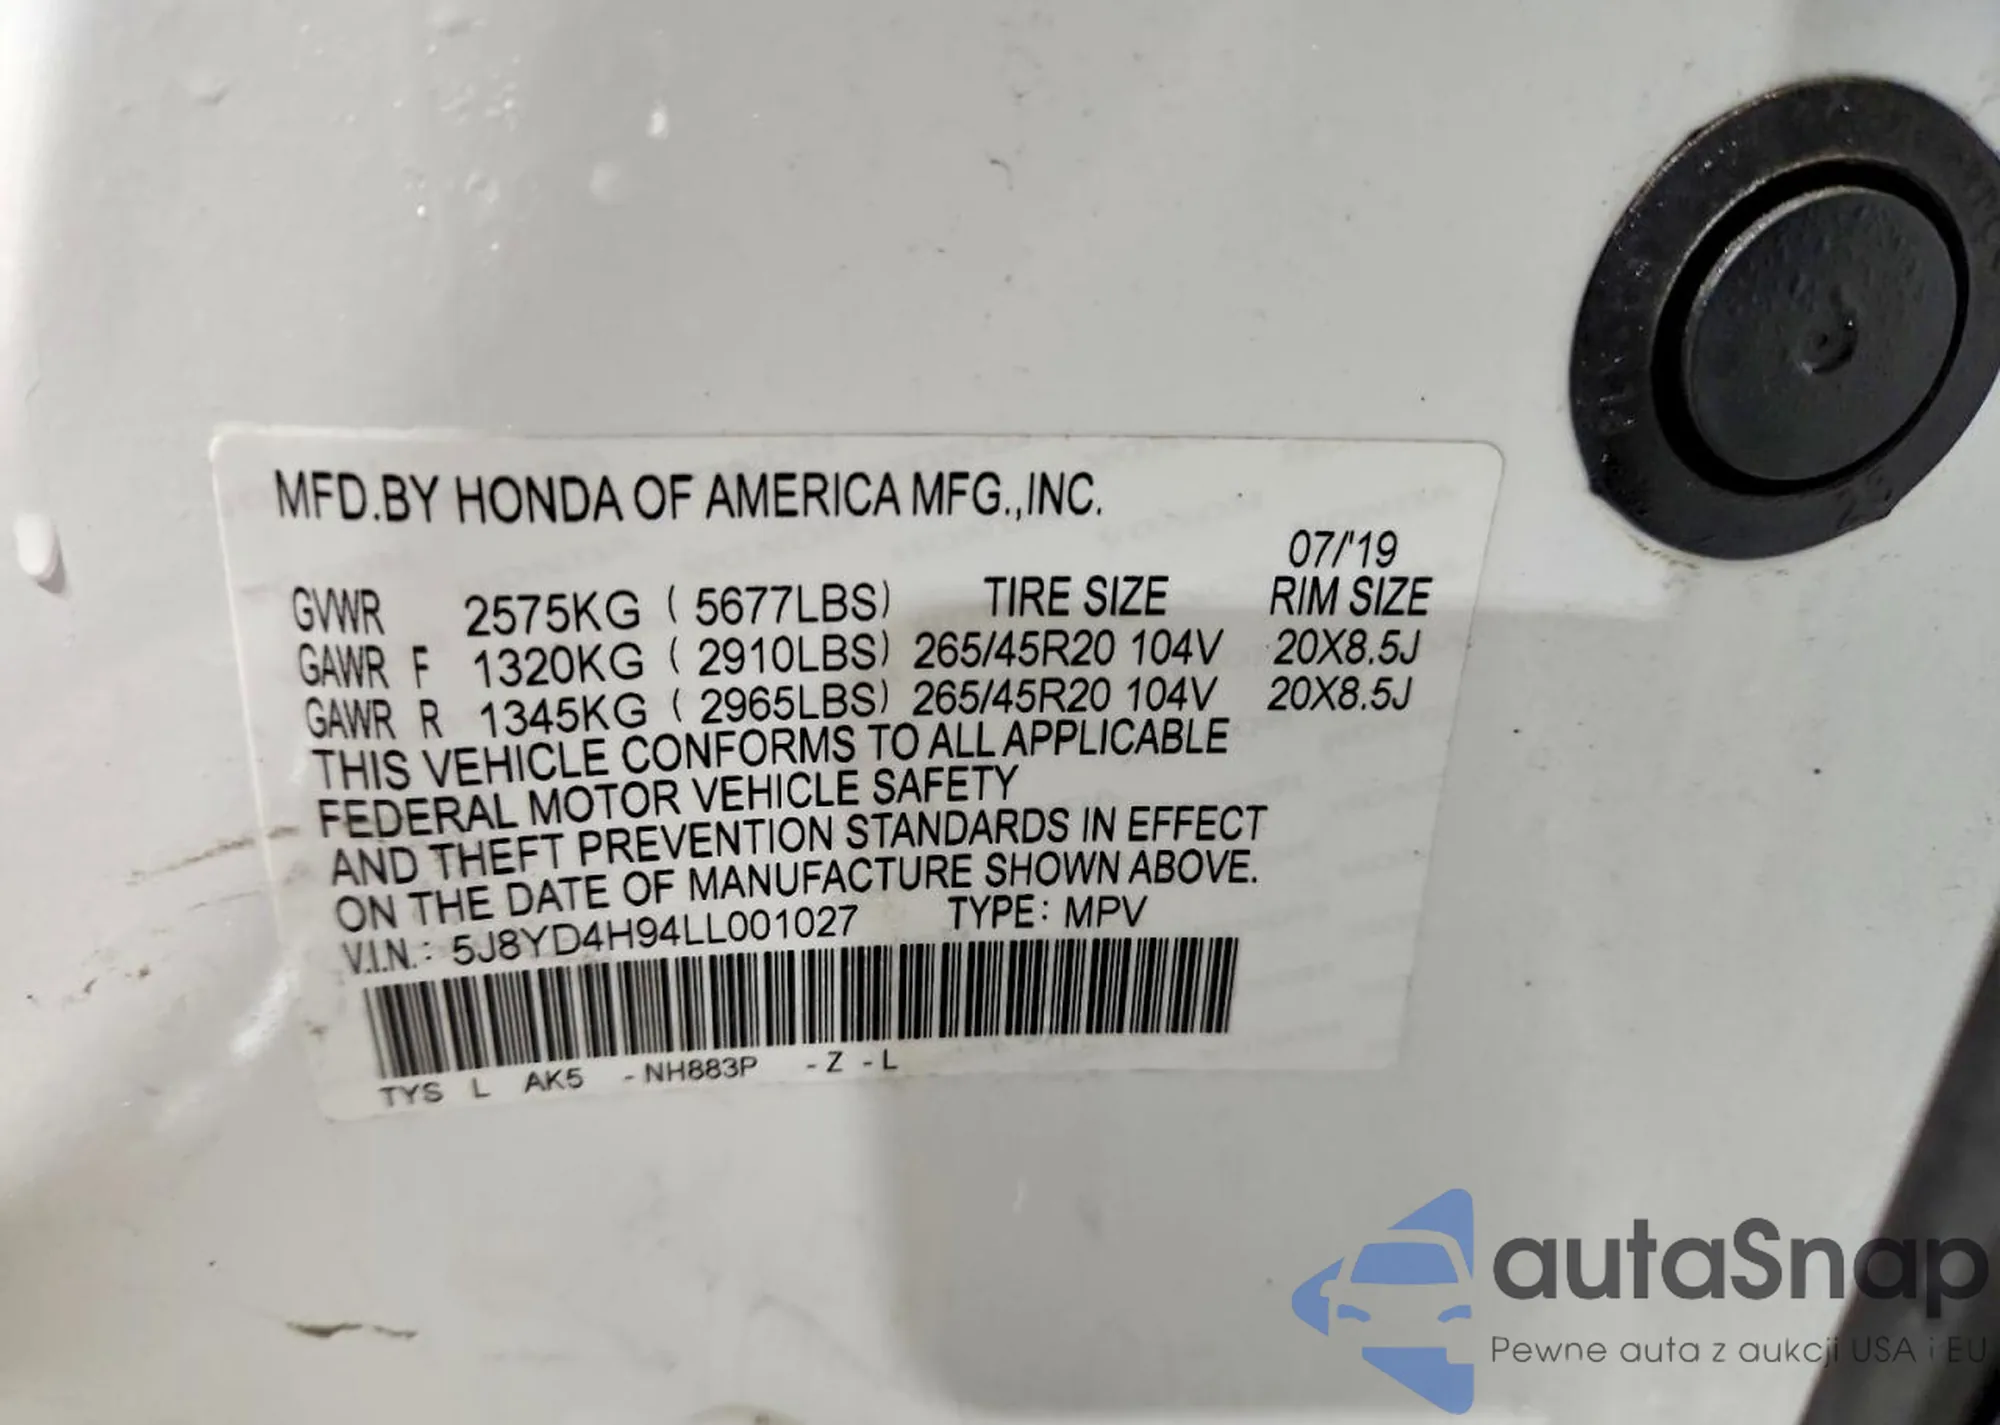 MFD.BY HONDA OF AMERICA MFG.,INC.
07/'19
GVWR 2575KG ( 5677LBS) TIRE SIZE RIM SIZE
GAWR F 1320KG ( 2910LBS) 265/45R20 104V 20X8.5J
GAWR R 1345KG ( 2965LBS) 265/45R20 104V 20X8.5J
THIS VEHICLE CONFORMS TO ALL APPLICABLE
FEDERAL MOTOR VEHICLE SAFETY
AND THEFT PREVENTION STANDARDS IN EFFECT
ON THE DATE OF MANUFACTURE SHOWN ABOVE.
V.I.N.: 5J8YD4H94LL001027 TYPE: MPV
TYS L AK5 -NH883P -Z -L
autaSnap
Pewne auta z aukcji USA i EU